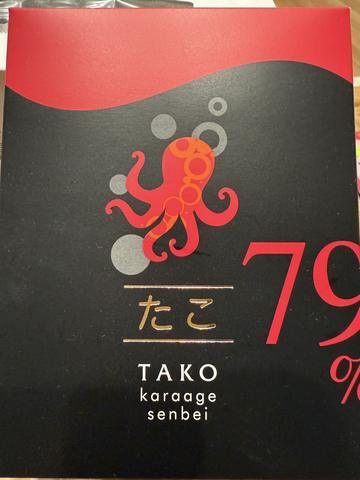 たこ
79
%
TAKO
karaage
senbei